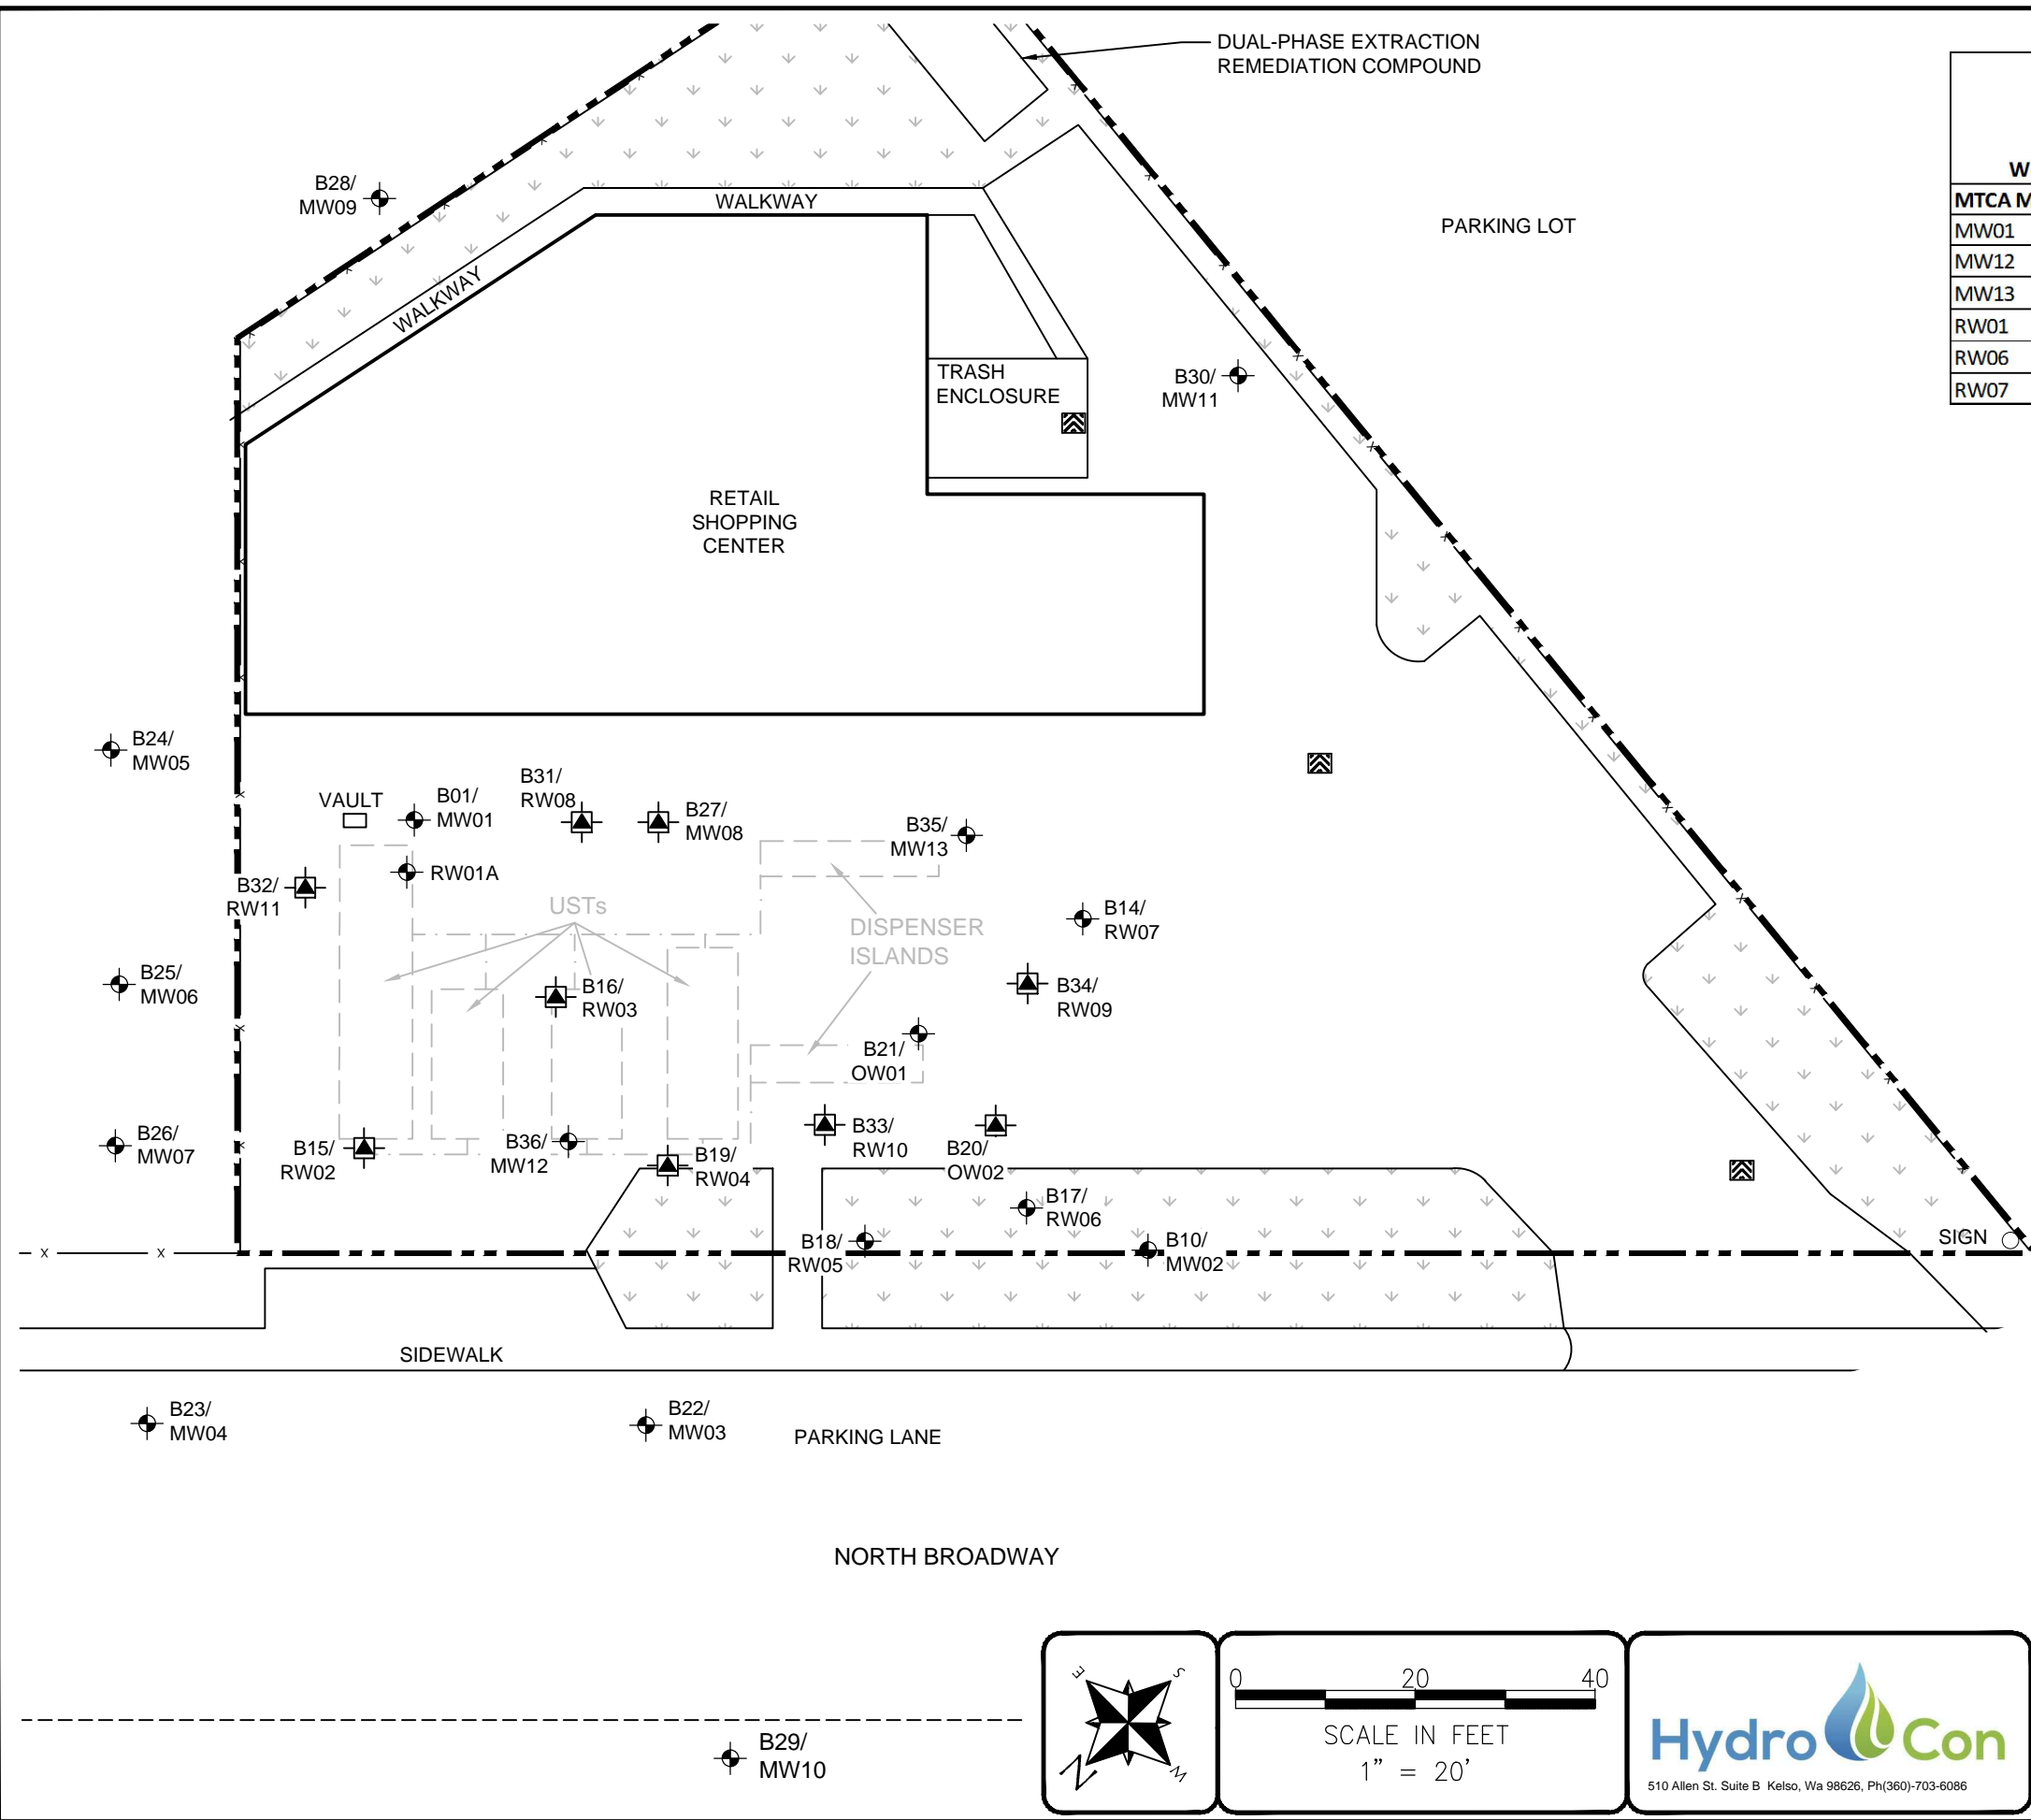 DUAL-PHASE EXTRACTION
REMEDIATION COMPOUND
W
MTCA M
MW01
MW12
MW13
RW01
RW06
RW07
B28/
MW09
WALKWAY
PARKING LOT
WALKWAY
TRASH
ENCLOSURE
B30/
MW11
RETAIL
SHOPPING
CENTER
B24/
MW05
VAULT
B01/
MW01
B31/
RW08
B27/
MW08
B35/
MW13
RW01A
B32/
RW11
USTs
DISPENSER
ISLANDS
B14/
RW07
B25/
MW06
B16/
RW03
B34/
RW09
B21/
OW01
B26/
MW07
B15/
RW02
B36/
MW12
B19/
RW04
B33/
RW10
B20/
OW02
B17/
RW06
B18/
RW05
B10/
MW02
SIGN
SIDEWALK
B23/
MW04
B22/
MW03
PARKING LANE
NORTH BROADWAY
B29/
MW10
E
S
N
W
0 20 40
SCALE IN FEET
1" = 20'
Hydro Con
510 Allen St. Suite B Kelso, Wa 98626, Ph(360)-703-6086